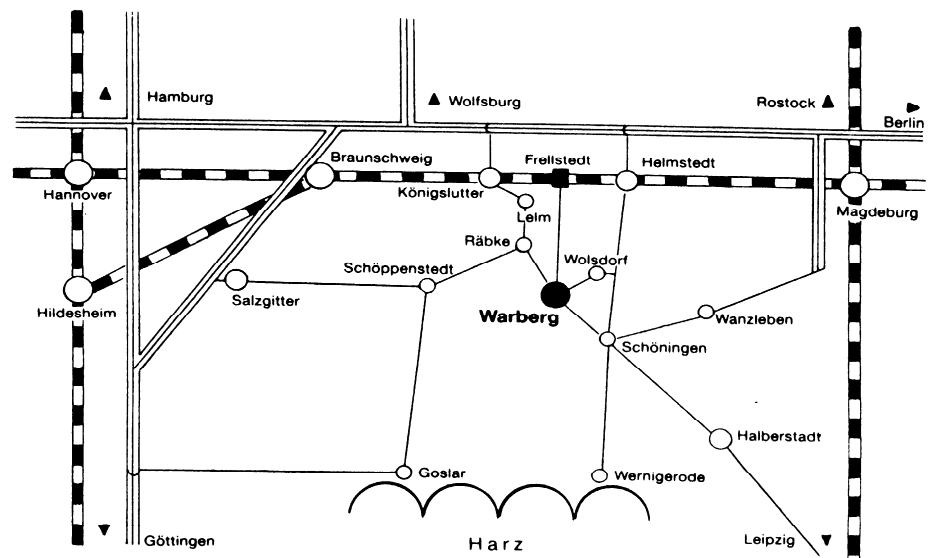 Hamburg
Wolfsburg
Rostock
Berlin
Braunschweig
Frellstedt
Helmstedt
Hannover
Königslutter
Magdeburg
Lelm
Räbke
Wolsdorf
Schöppenstedt
Salzgitter
Hildesheim
Warberg
Wanzleben
Schöningen
Halberstadt
Goslar
Wernigerode
Göttingen
Harz
Leipzig